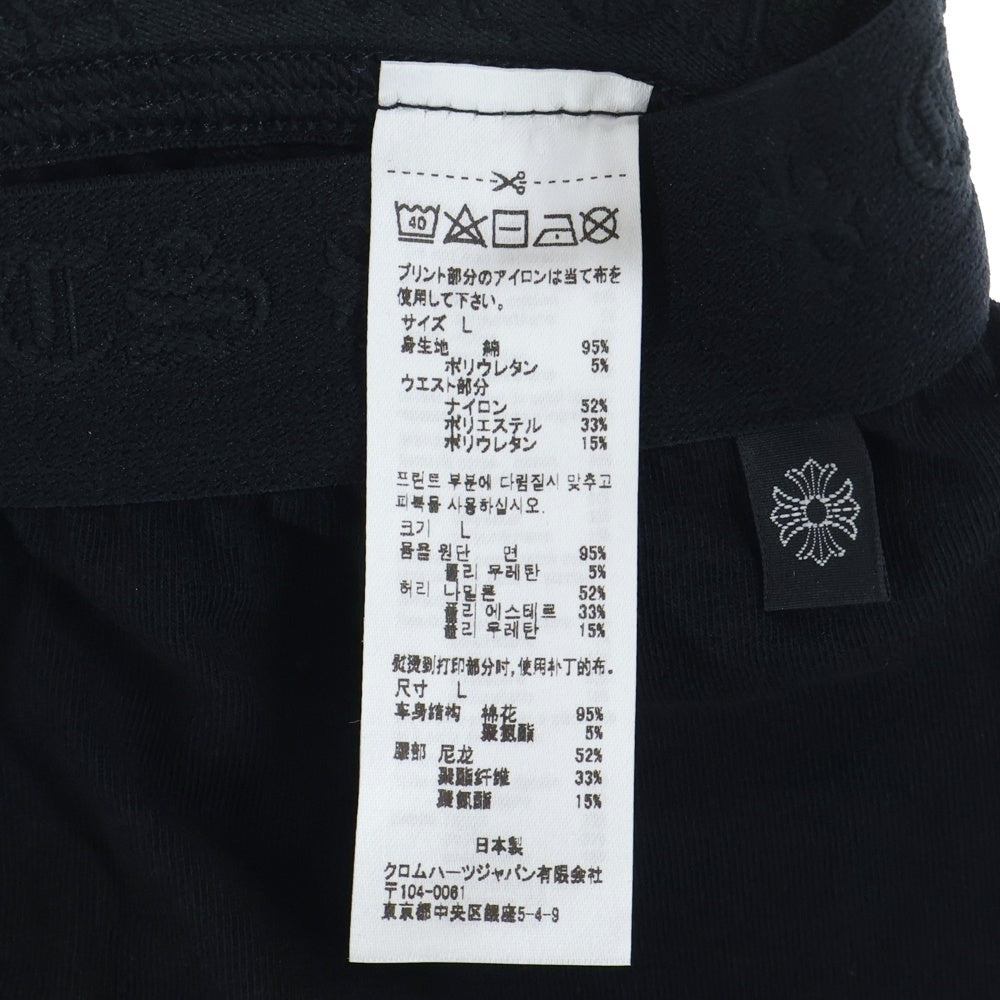 40
プリント部分のアイロンは当て布を
使用して下さい。
サイズ L
身生地 綿 95%
ポリウレタン 5%
ウエスト部分
ナイロン 52%
ポリエステル 33%
ポリウレタン 15%
프린트 부분에 다림질시 맞추고
피복물 사용하십시오.
크기 L
몸몸 원단 면 95%
폴리 우레탄 5%
허리 나일론 52%
폴리 에스테르 33%
폴리 우레탄 15%
熨烫到打印部分时,使用补丁的布。
尺寸 L
车身结构 棉花 95%
聚氨酯 5%
腰部 尼龙 52%
聚酯纤维 33%
聚氨酯 15%
日本製
クロムハーツジャパン有限会社
〒104-0061
東京都中央区銀座5-4-9